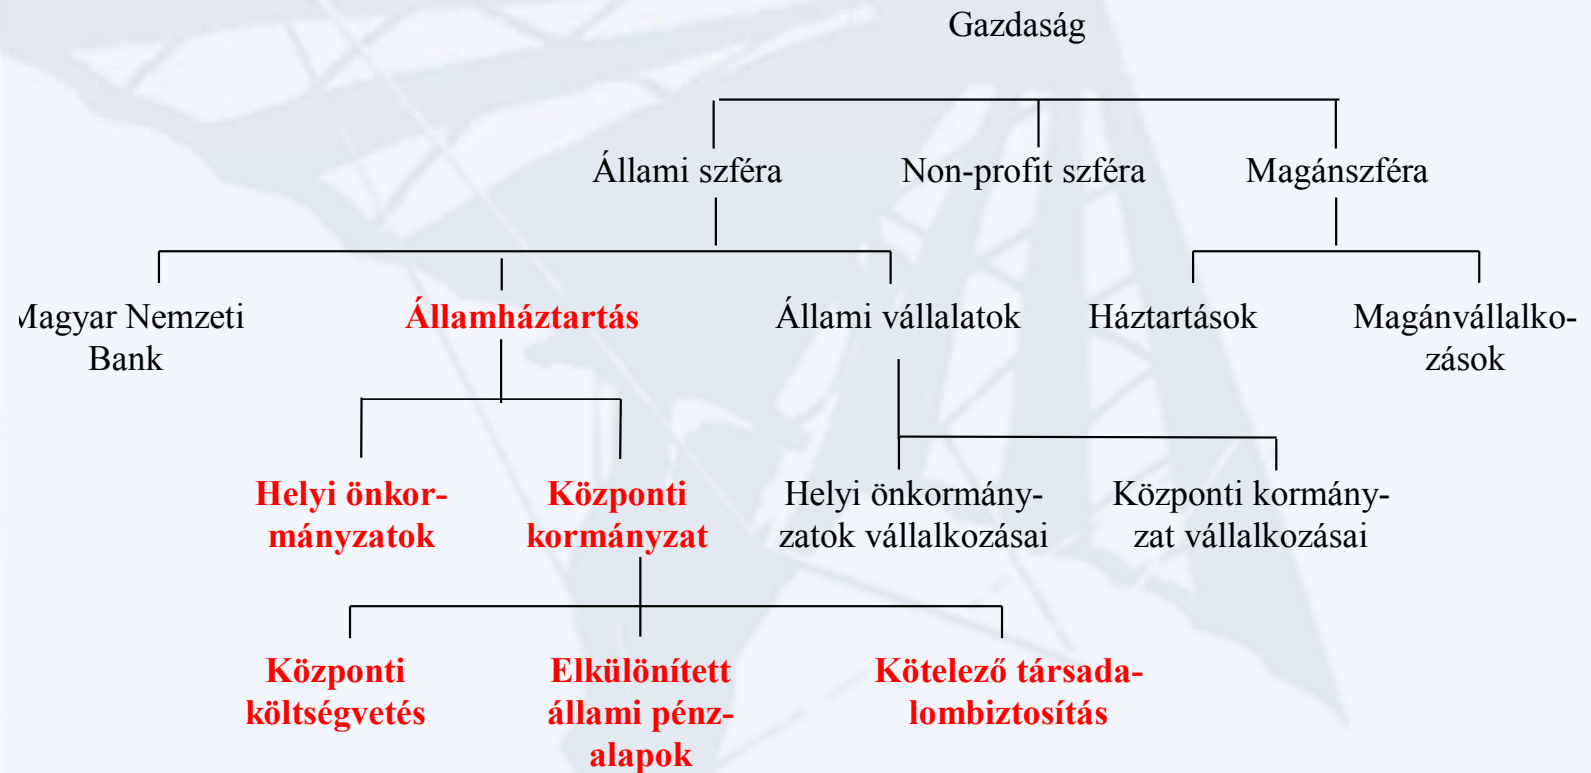 Gazdaság
Állami szféra
Non-profit szféra
Magánszféra
Magyar Nemzeti
Bank
Államháztartás
Állami vállalatok
Háztartások
Magánvállalko-
zások
Helyi önkor-
mányzatok
Központi
kormányzat
Helyi önkormány-
zatok vállalkozásai
Központi kormány-
zat vállalkozásai
Központi
költségvetés
Elkülönített
állami pénz-
alapok
Kötelező társada-
lombiztosítás